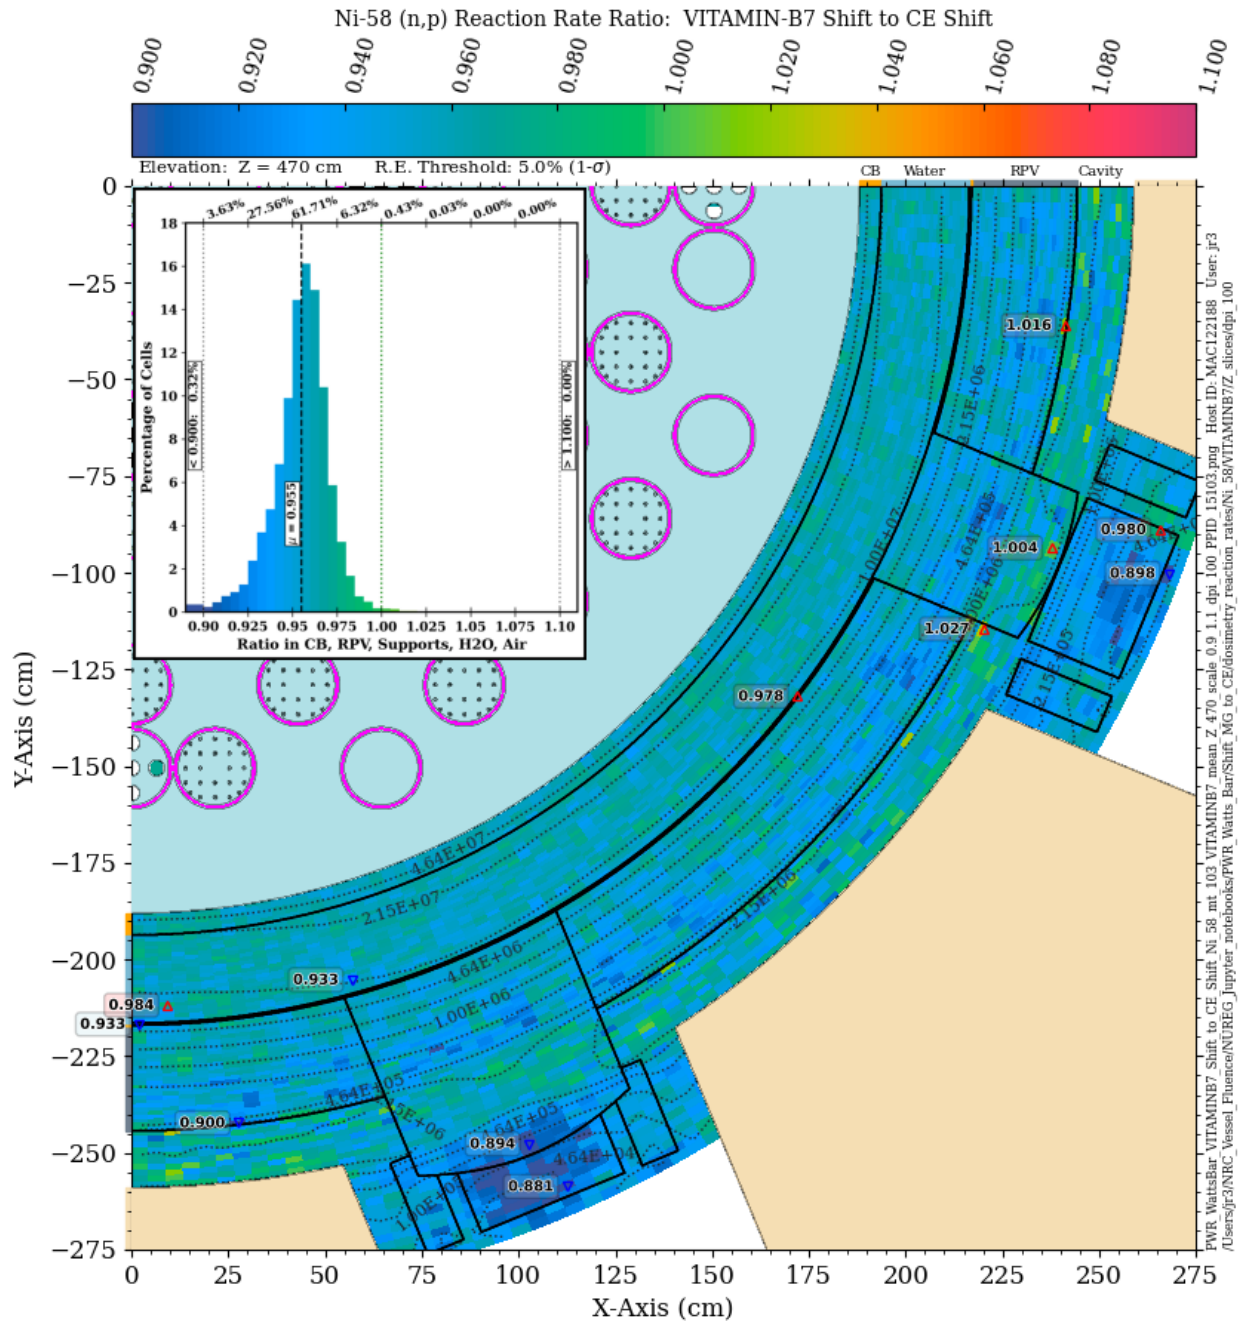 Ni-58 (n,p) Reaction Rate Ratio:  VITAMIN-B7 Shift to CE Shift
0.900 0.920 0.940 0.960 0.980 1.000 1.020 1.040 1.060 1.080 1.100
Elevation:  Z = 470 cm      R.E. Threshold: 5.0% (1-σ)
CB Water RPV Cavity
3.63% 27.56% 61.71% 6.32% 0.43% 0.03% 0.00% 0.00%
18
16
14
12
10
8
6
4
2
0
Percentage of Cells
< 0.900:  0.32%
μ = 0.955
> 1.100:  0.00%
0.90 0.925 0.95 0.975 1.00 1.025 1.05 1.075 1.10
Ratio in CB, RPV, Supports, H2O, Air
0
−25
−50
−75
−100
−125
−150
−175
−200
−225
−250
−275
Y-Axis (cm)
1.016
2.15E+06
0.980
1.004
4.64E+05
0.898
1.00E+07
1.027
2.15E+05
0.978
4.64E+07
2.15E+07
2.15E+06
4.64E+06
0.933
0.984
1.00E+06
0.933
4.64E+05
0.900
4.64E+05
0.894
4.64E+04
0.881
0 25 50 75 100 125 150 175 200 225 250 275
X-Axis (cm)
PWR_WattsBar_VITAMINB7_Shift_to_CE_Shift_Ni_58_mt_103_VITAMINB7_mean_Z_470_scale_0.9_1.1_dpi_100_PPID_15103.png   Host ID: MAC122188   User: jr3
/Users/jr3/NRC_Vessel_Fluence/NUREG_Jupyter_notebooks/PWR_Watts_Bar/Shift_MG_to_CE/dosimetry_reaction_rates/Ni_58/VITAMINB7/Z_slices/dpi_100